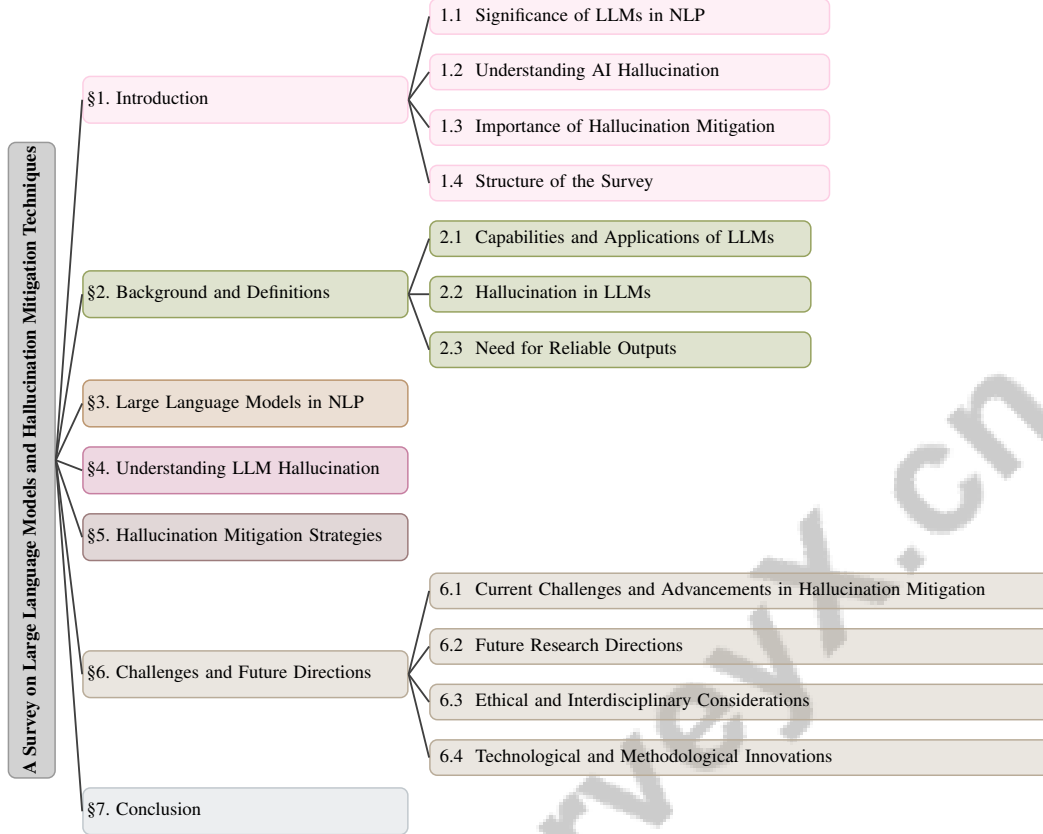 A Survey on Large Language Models and Hallucination Mitigation Techniques
§1. Introduction
1.1 Significance of LLMs in NLP
1.2 Understanding AI Hallucination
1.3 Importance of Hallucination Mitigation
1.4 Structure of the Survey
§2. Background and Definitions
2.1 Capabilities and Applications of LLMs
2.2 Hallucination in LLMs
2.3 Need for Reliable Outputs
§3. Large Language Models in NLP
§4. Understanding LLM Hallucination
§5. Hallucination Mitigation Strategies
§6. Challenges and Future Directions
6.1 Current Challenges and Advancements in Hallucination Mitigation
6.2 Future Research Directions
6.3 Ethical and Interdisciplinary Considerations
6.4 Technological and Methodological Innovations
§7. Conclusion
rveyX.cn